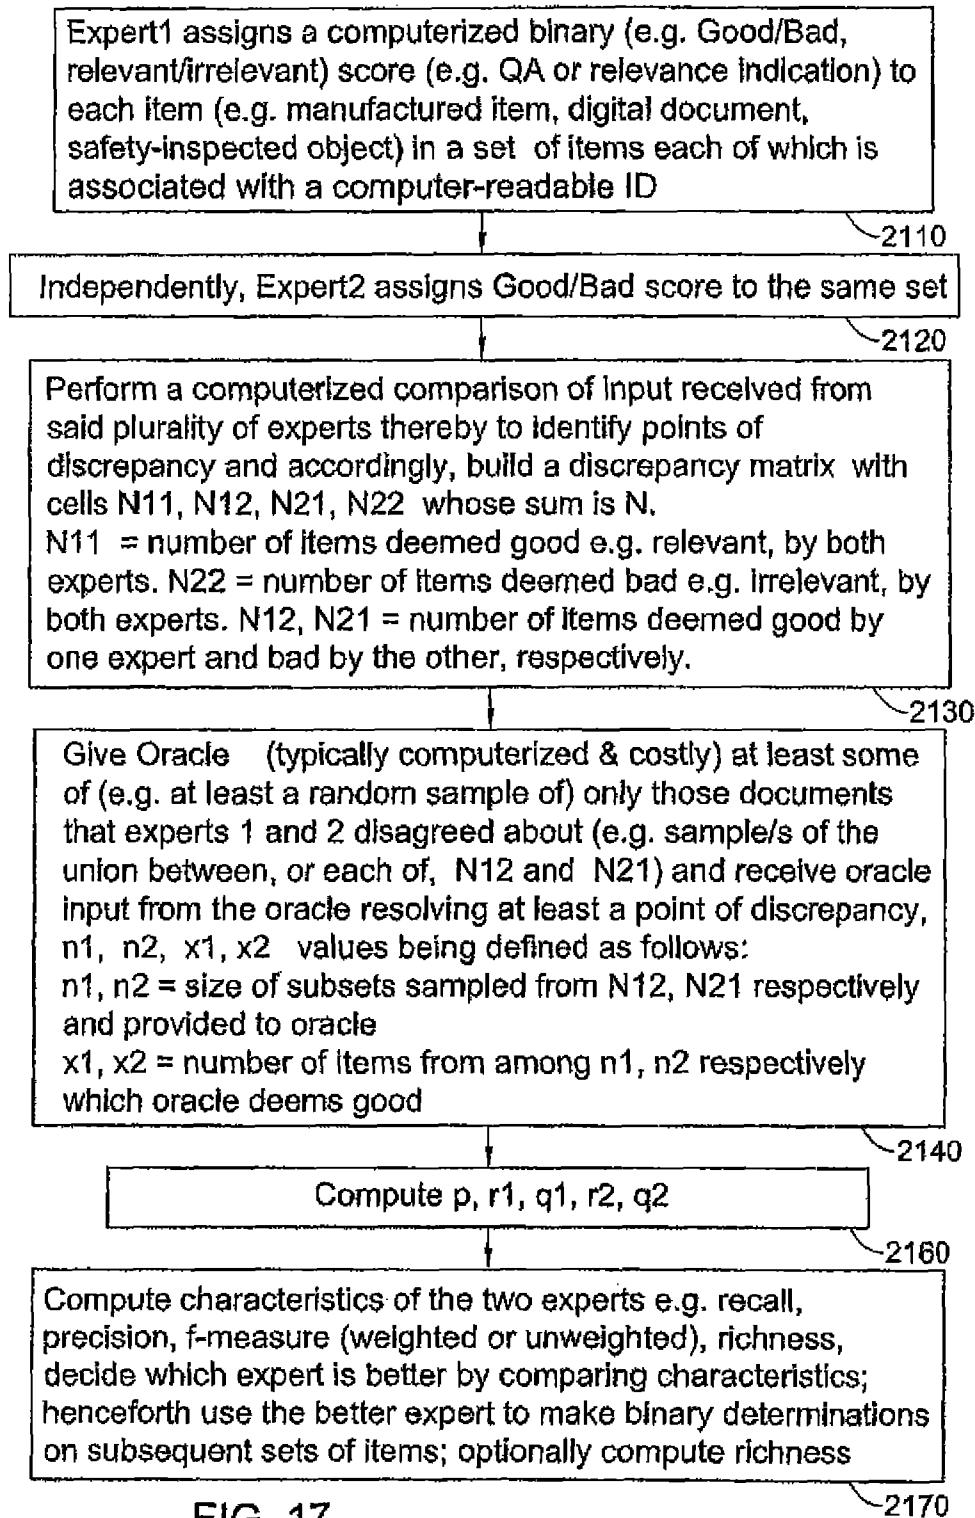 Expert1 assigns a computerized binary (e.g. Good/Bad,
relevant/irrelevant) score (e.g. QA or relevance indication) to
each item (e.g. manufactured item, digital document,
safety-inspected object) in a set of items each of which is
associated with a computer-readable ID
2110
Independently, Expert2 assigns Good/Bad score to the same set
2120
Perform a computerized comparison of input received from
said plurality of experts thereby to identify points of
discrepancy and accordingly, build a discrepancy matrix with
cells N11, N12, N21, N22 whose sum is N.
N11 = number of items deemed good e.g. relevant, by both
experts. N22 = number of items deemed bad e.g. irrelevant, by
both experts. N12, N21 = number of items deemed good by
one expert and bad by the other, respectively.
2130
Give Oracle (typically computerized & costly) at least some
of (e.g. at least a random sample of) only those documents
that experts 1 and 2 disagreed about (e.g. sample/s of the
union between, or each of, N12 and N21) and receive oracle
input from the oracle resolving at least a point of discrepancy,
n1, n2, x1, x2 values being defined as follows:
n1, n2 = size of subsets sampled from N12, N21 respectively
and provided to oracle
x1, x2 = number of items from among n1, n2 respectively
which oracle deems good
2140
Compute p, r1, q1, r2, q2
2160
Compute characteristics of the two experts e.g. recall,
precision, f-measure (weighted or unweighted), richness,
decide which expert is better by comparing characteristics;
henceforth use the better expert to make binary determinations
on subsequent sets of items; optionally compute richness
2170
FIG. 17